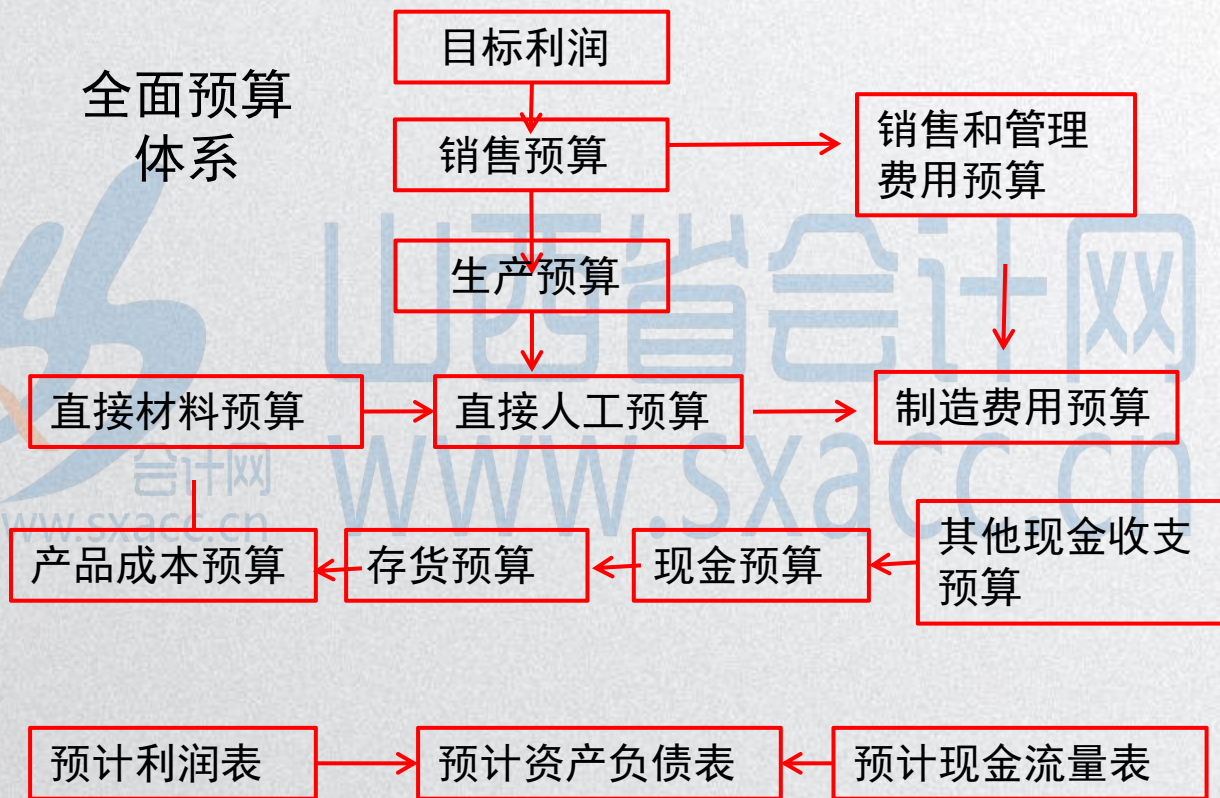 目标利润
全面预算
体系
销售预算
销售和管理
费用预算
生产预算
山西省会计网
直接材料预算
直接人工预算
制造费用预算
会计网
www.sxacc.cn
www.sxacc.cn
产品成本预算
存货预算
现金预算
其他现金收支
预算
预计利润表
预计资产负债表
预计现金流量表